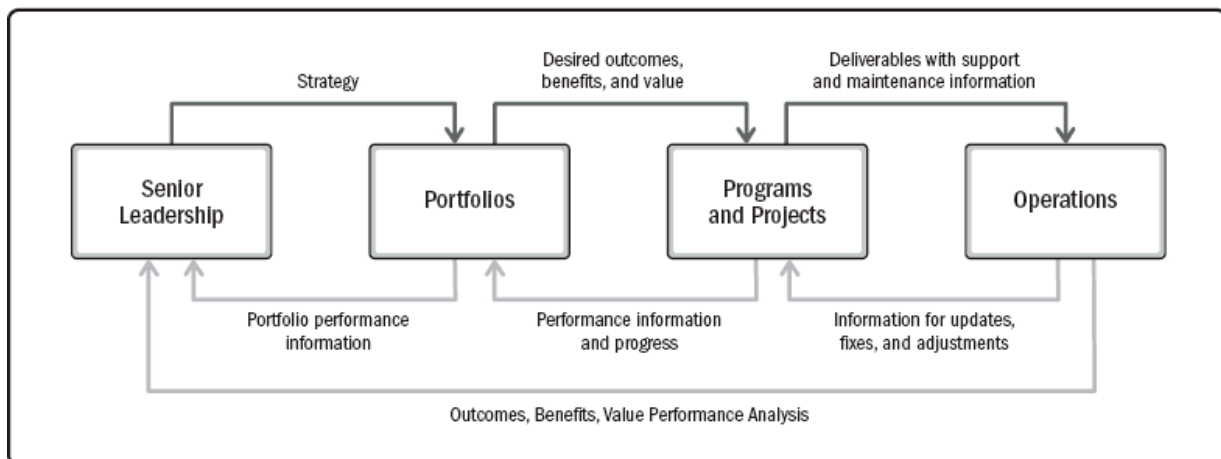 Strategy
Desired outcomes,
benefits, and value
Deliverables with support
and maintenance information
Senior
Leadership
Portfolios
Programs
and Projects
Operations
Portfolio performance
information
Performance information
and progress
Information for updates,
fixes, and adjustments
Outcomes, Benefits, Value Performance Analysis